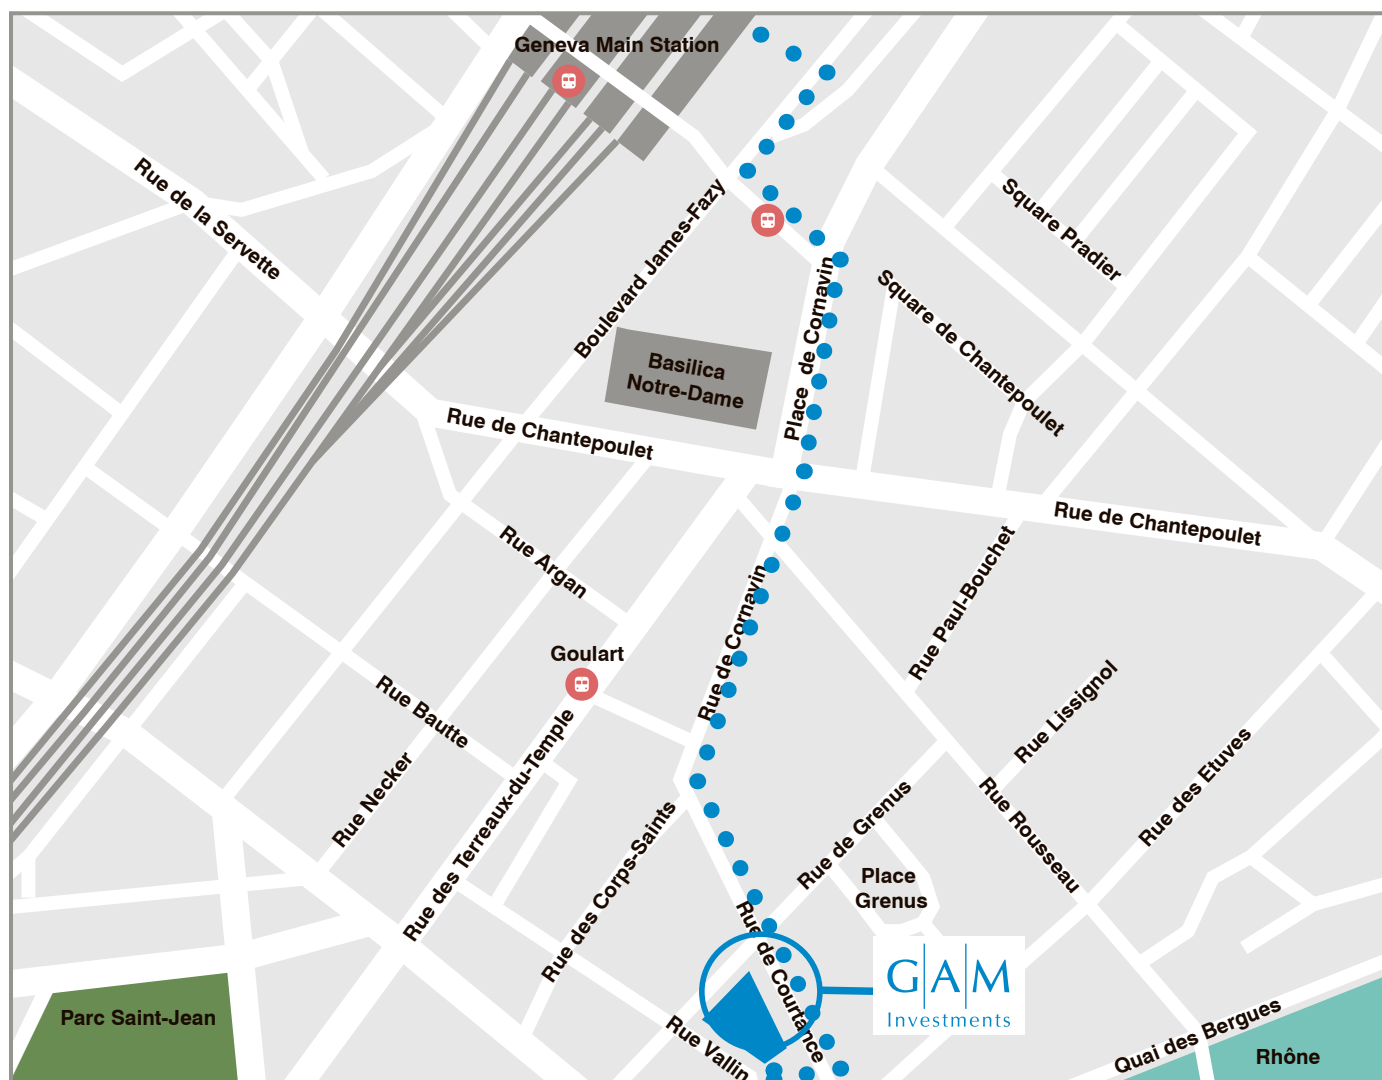 Geneva Main Station
Rue de la Servette
Boulevard James-Fazy
Square Pradier
Place de Cornavin
Square de Chantepoulet
Basilica
Notre-Dame
Rue de Chantepoulet
Rue de Chantepoulet
Rue Argan
Rue Paul-Bouchet
Rue de Cornavin
Goulart
Rue Bautte
Rue Lissignol
Rue Necker
Rue des Terreaux-du-Temple
Rue des Etuves
Rue Rousseau
Rue de Grenus
Rue des Corps-Saints
Place
Grenus
Rue de Courtance
GAM
Investments
Parc Saint-Jean
Rue Vallin
Quai des Bergues
Rhône